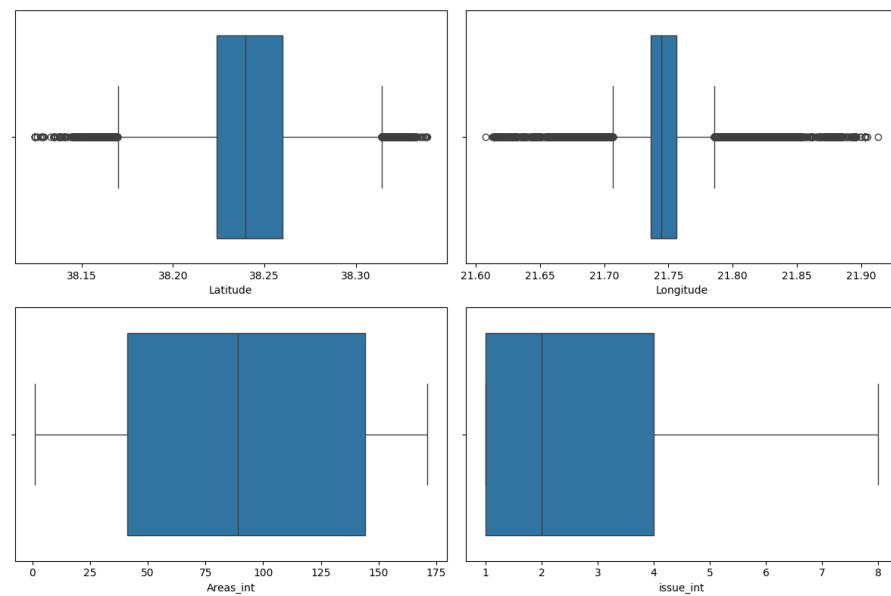 38.15 38.20 38.25 38.30
Latitude
21.60 21.65 21.70 21.75 21.80 21.85 21.90
Longitude
0 25 50 75 100 125 150 175
Areas_int
1 2 3 4 5 6 7 8
issue_int